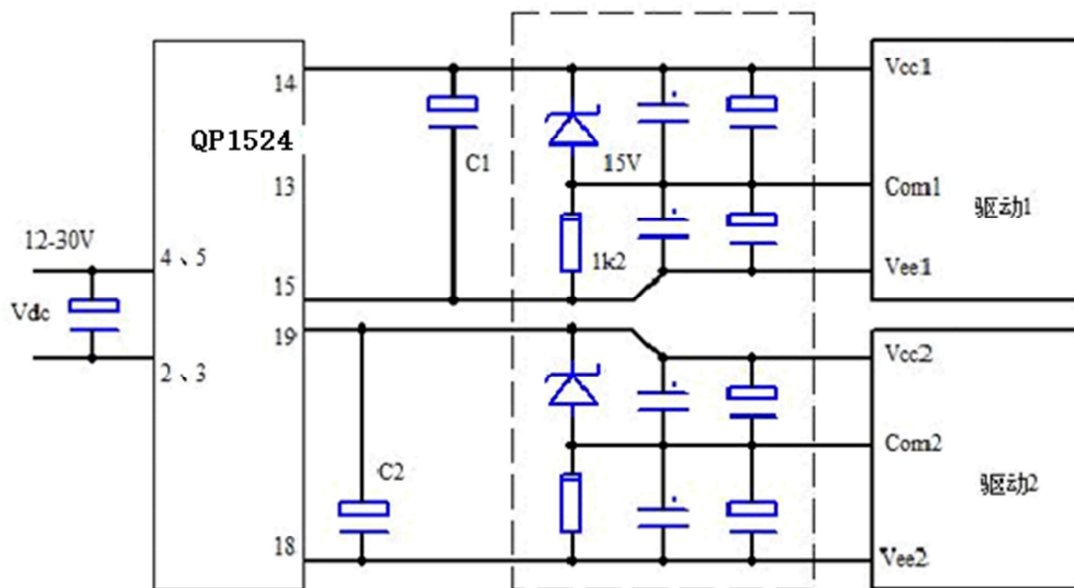 QP1524
14
13
15
19
18
4、5
2、3
12-30V
Vdc
C1
C2
15V
1k2
Vcc1
Com1
Vee1
驱动1
Vcc2
Com2
Vee2
驱动2